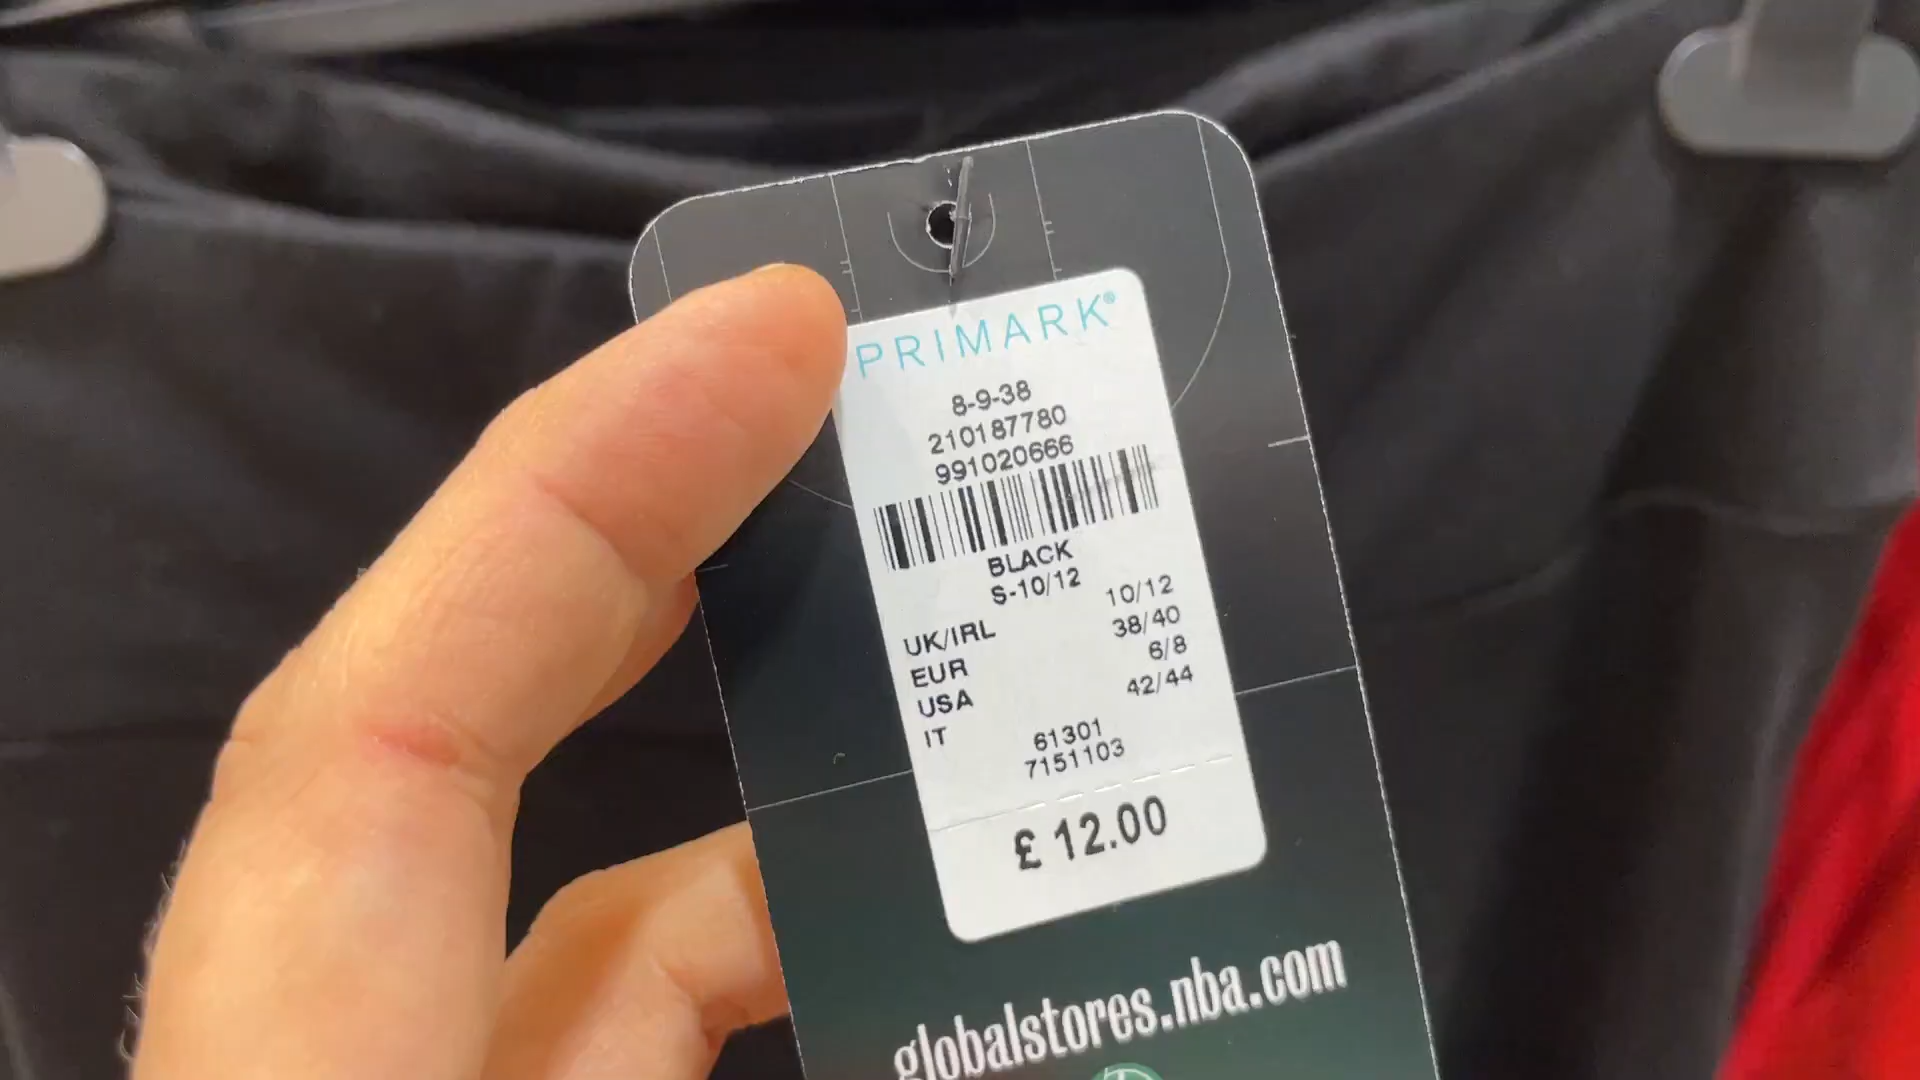 PRIMARK®
8-9-38
210187780
991020666
BLACK
S-10/12
UK/IRL 10/12
EUR 38/40
USA 6/8
IT 42/44
61301
7151103
£ 12.00
globalstores.nba.com